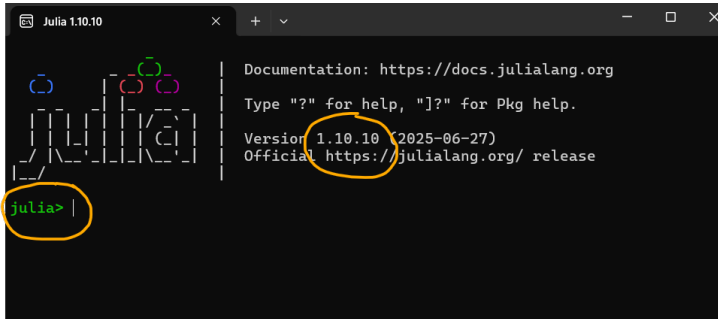 Julia 1.10.10
Documentation: https://docs.julialang.org
Type "?" for help, "]?" for Pkg help.
Version 1.10.10 (2025-06-27)
Official https://julialang.org/ release
julia>